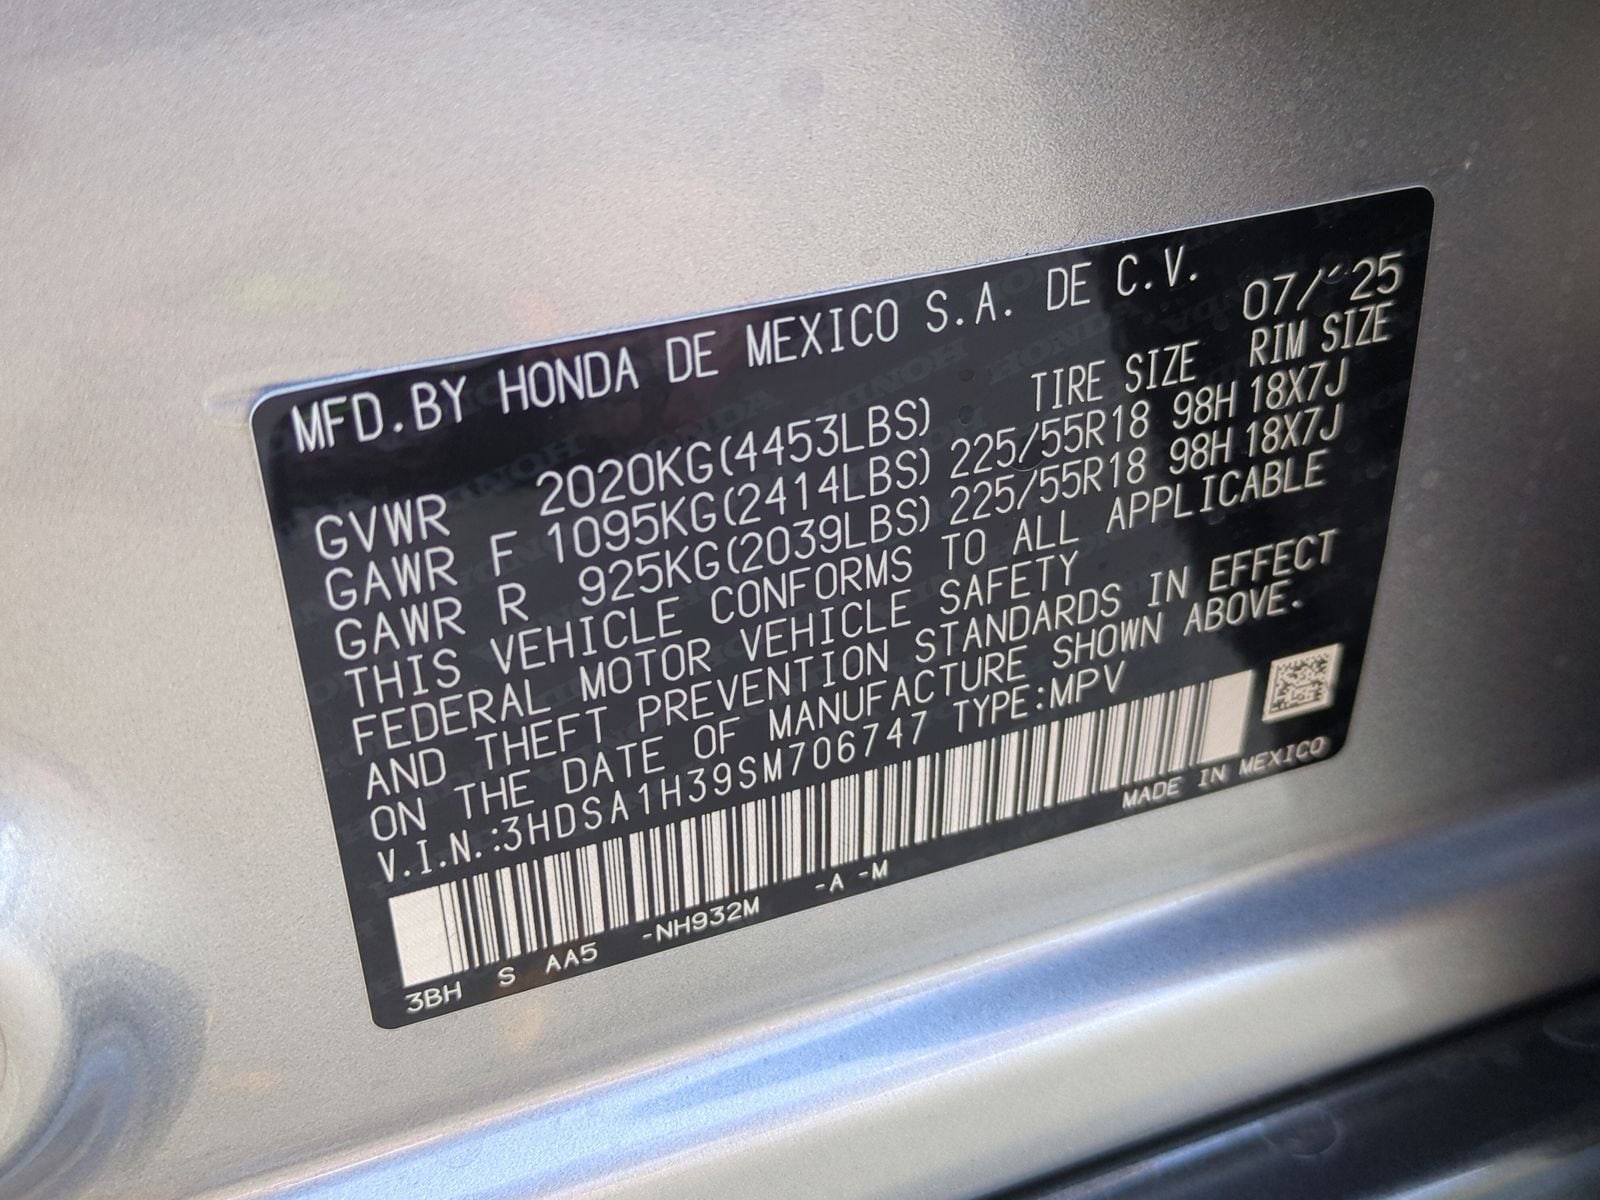 MFD.BY HONDA DE MEXICO S.A. DE C.V. 07/25
TIRE SIZE RIM SIZE
GVWR 2020KG(4453LBS)
GAWR F 1095KG(2414LBS) 225/55R18 98H 18X7J
GAWR R 925KG(2039LBS) 225/55R18 98H 18X7J
THIS VEHICLE CONFORMS TO ALL APPLICABLE
FEDERAL MOTOR VEHICLE SAFETY
AND THEFT PREVENTION STANDARDS IN EFFECT
ON THE DATE OF MANUFACTURE SHOWN ABOVE.
V.I.N.:3HDSA1H39SM706747 TYPE:MPV
MADE IN MEXICO
3BH S AA5 -NH932M -A -M